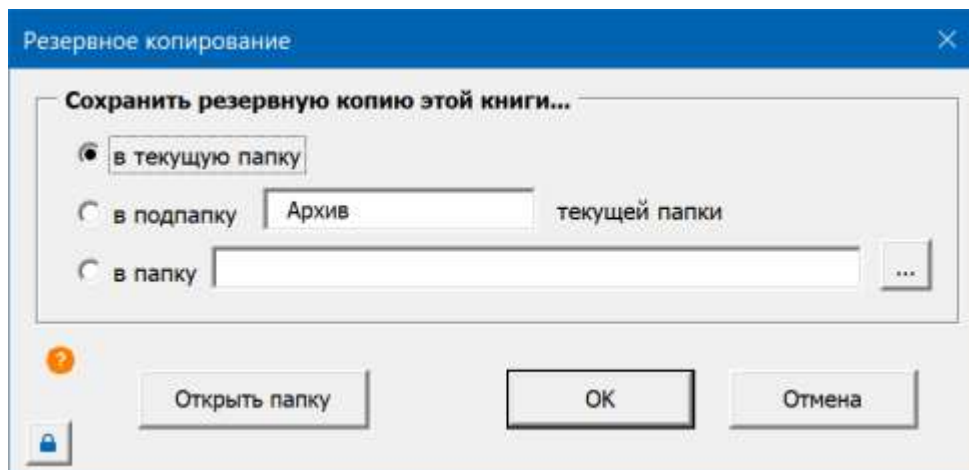 Резервное копирование
Сохранить резервную копию этой книги...
в текущую папку
в подпапку Архив текущей папки
в папку ...
?
Открыть папку OK Отмена